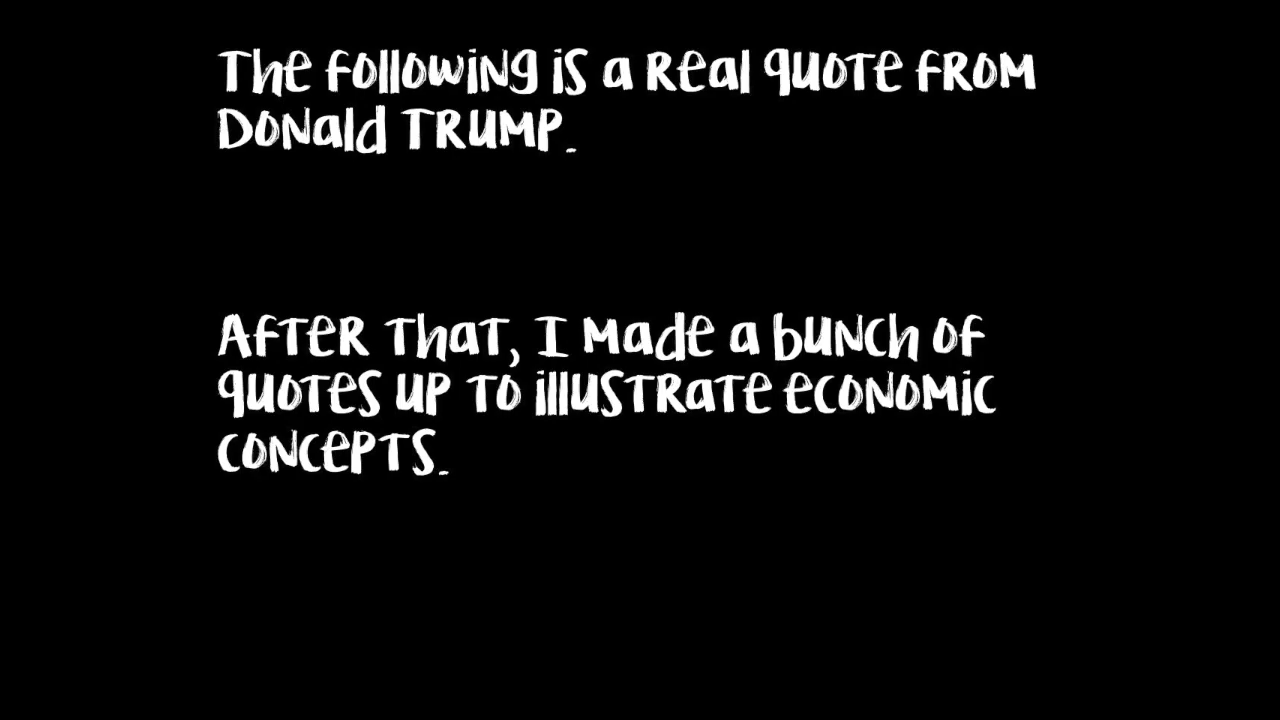 The following is a real quote from
Donald Trump.
After that, I made a bunch of
quotes up to illustrate economic
concepts.